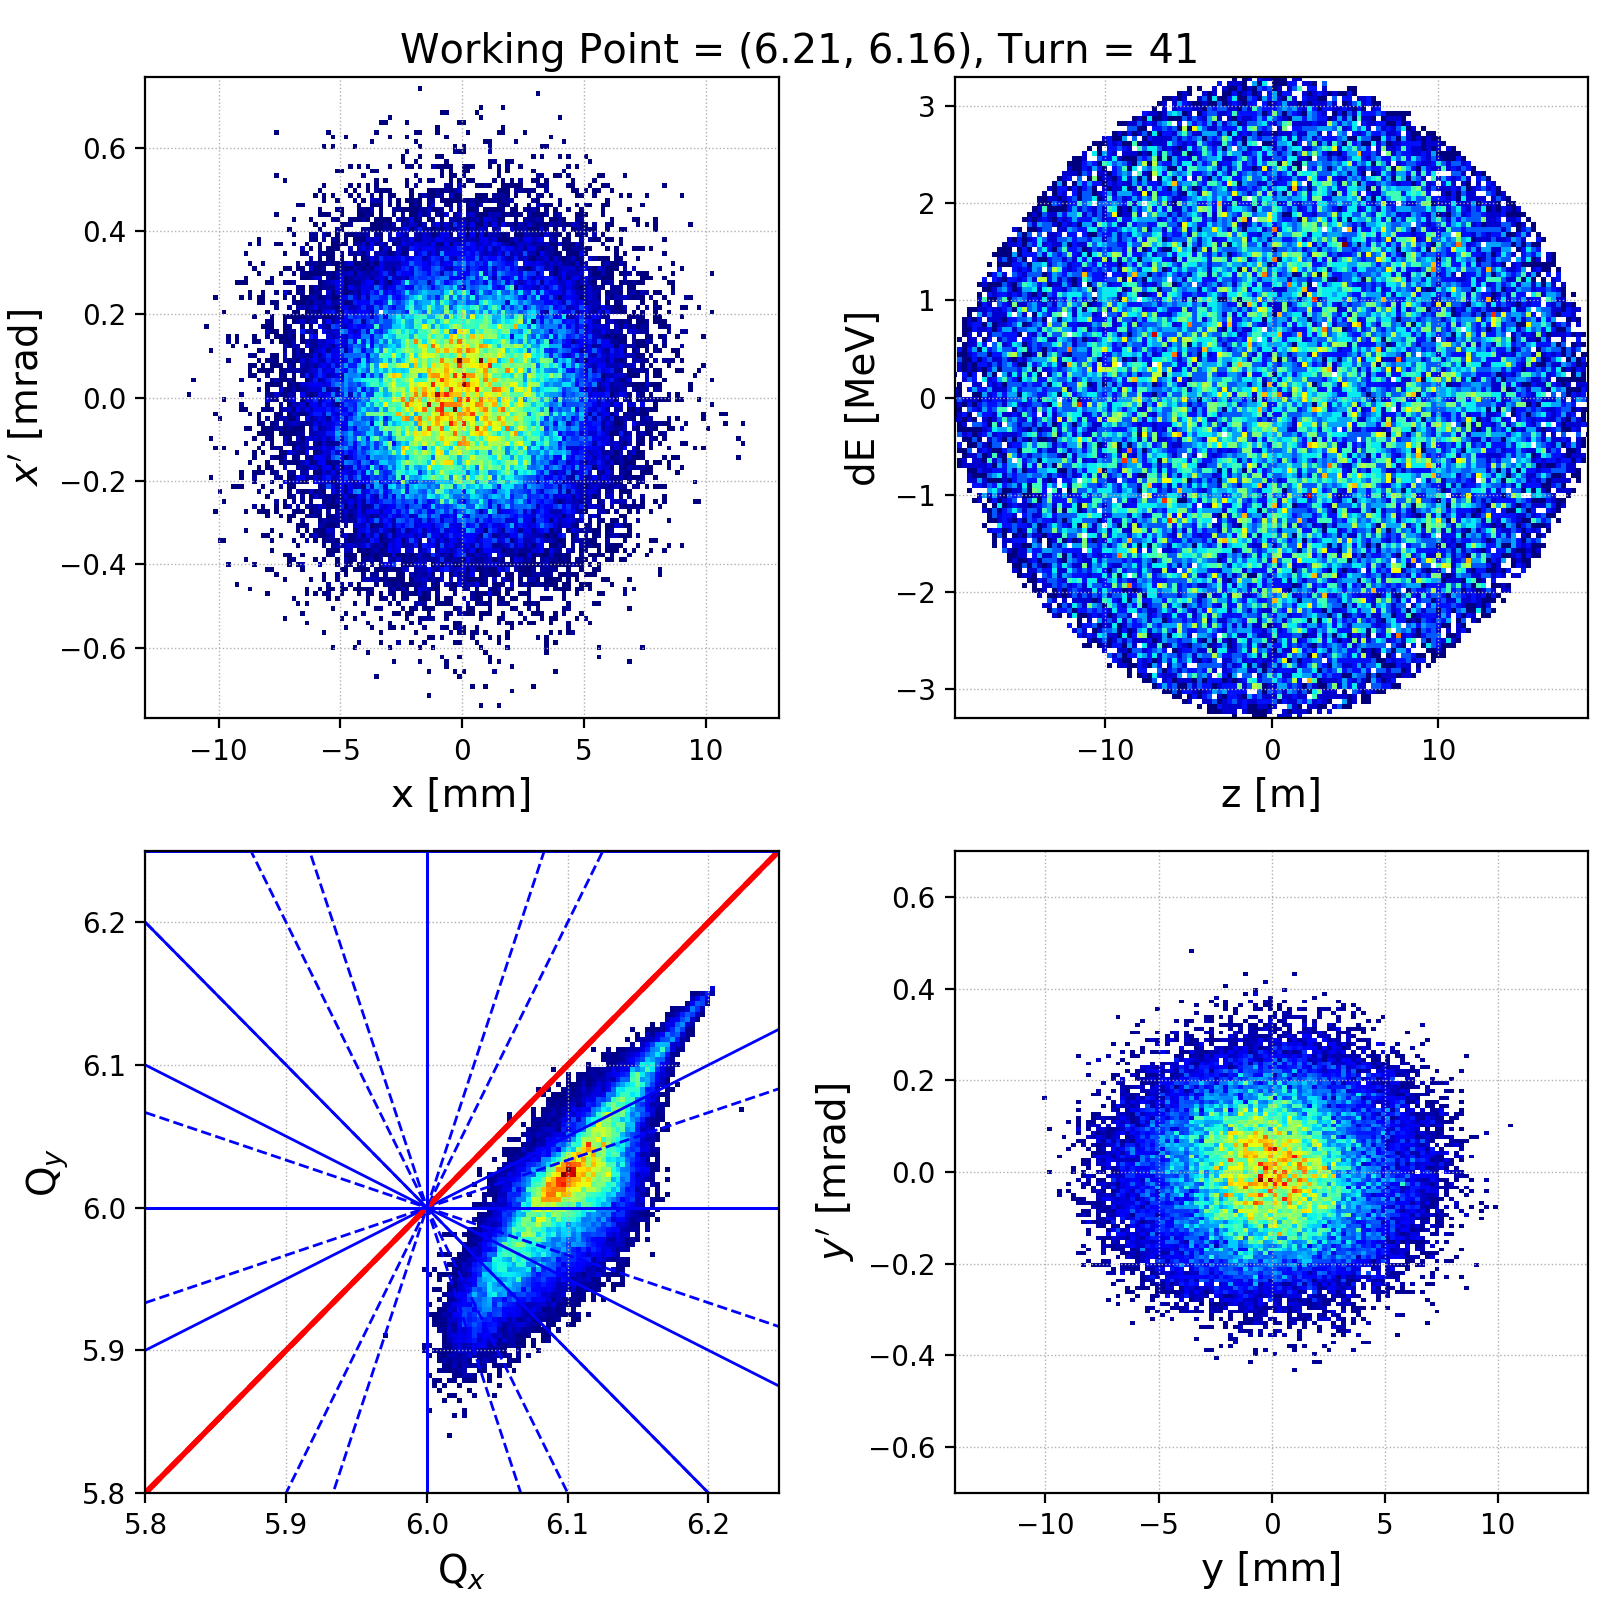 Working Point = (6.21, 6.16), Turn = 41
0.6
0.4
0.2
0.0
−0.2
−0.4
−0.6
x′ [mrad]
−10 −5 0 5 10
x [mm]
3
2
1
0
−1
−2
−3
dE [MeV]
−10 0 10
z [m]
6.2
6.1
6.0
5.9
5.8
Qy
5.8 5.9 6.0 6.1 6.2
Qx
0.6
0.4
0.2
0.0
−0.2
−0.4
−0.6
y′ [mrad]
−10 −5 0 5 10
y [mm]